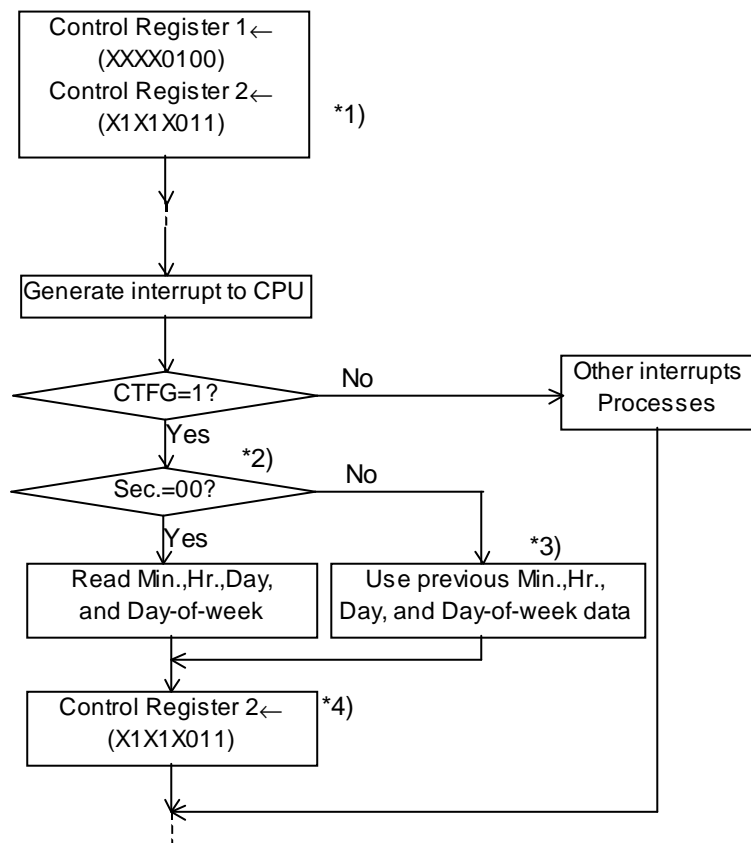 Control Register 1←
(XXXX0100)
Control Register 2←
(X1X1X011)
*1)
Generate interrupt to CPU
CTFG=1?
No
Other interrupts
Processes
Yes
*2)
Sec.=00?
No
Yes
*3)
Read Min.,Hr.,Day,
and Day-of-week
Use previous Min.,Hr.,
Day, and Day-of-week data
Control Register 2←
(X1X1X011)
*4)